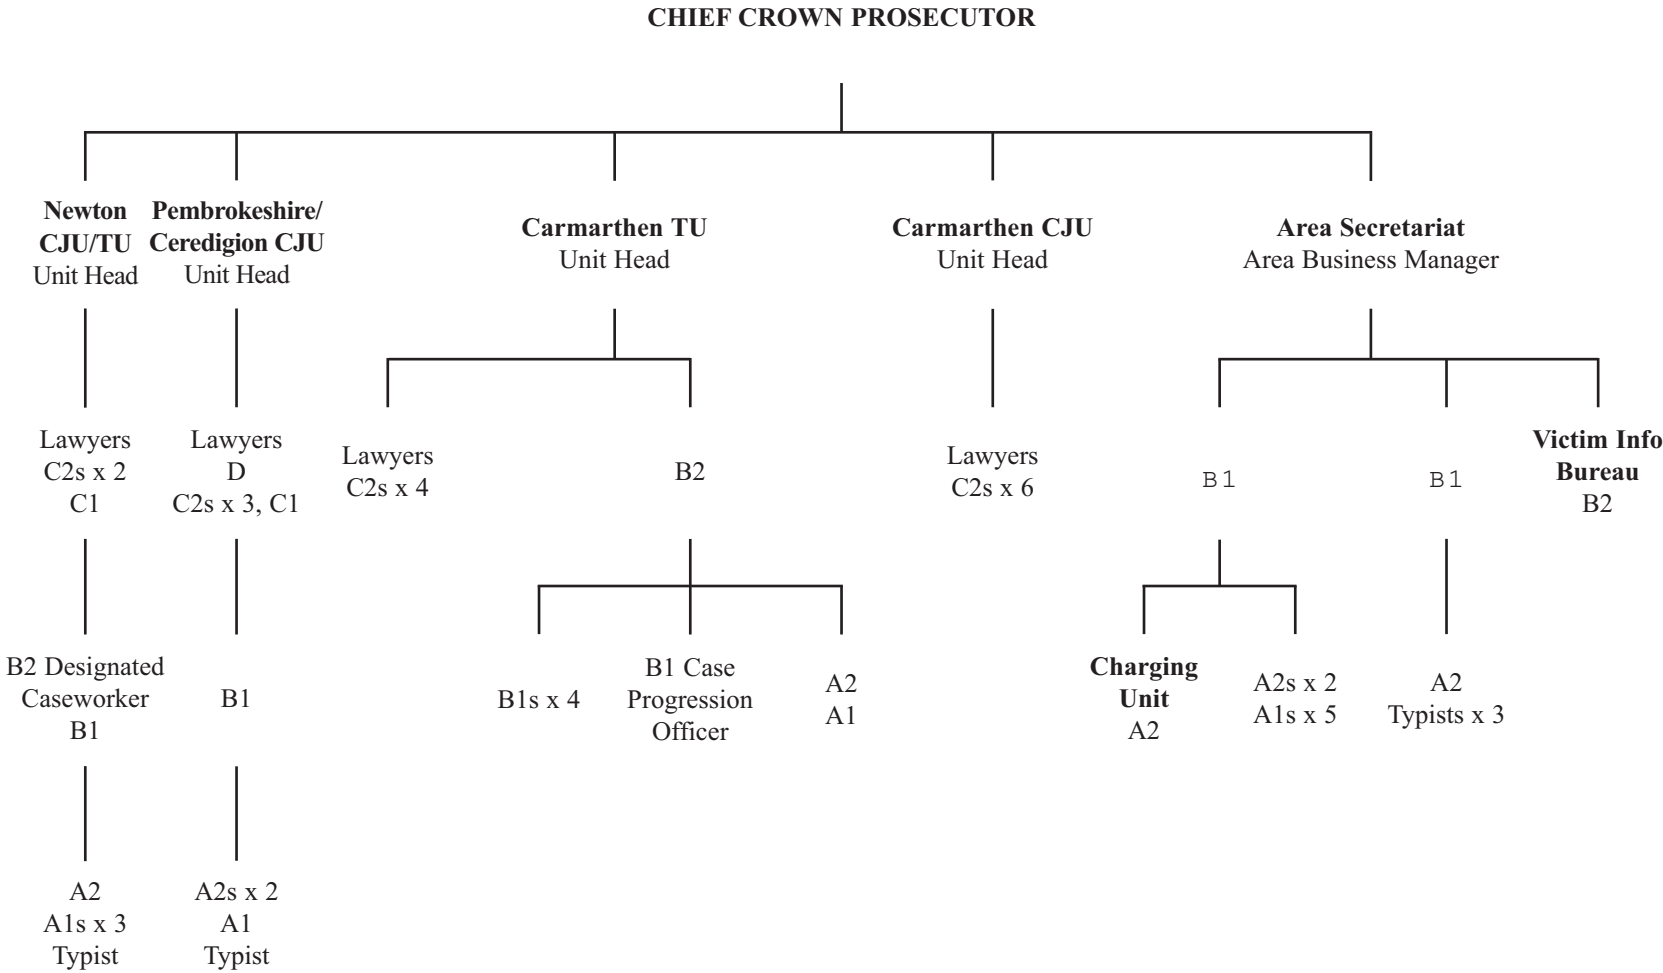 CHIEF CROWN PROSECUTOR
Newton
CJU/TU
Unit Head
Pembrokeshire/
Ceredigion CJU
Unit Head
Carmarthen TU
Unit Head
Carmarthen CJU
Unit Head
Area Secretariat
Area Business Manager
Lawyers
C2s x 2
C1
Lawyers
D
C2s x 3, C1
Lawyers
C2s x 4
B2
Lawyers
C2s x 6
B1
B1
Victim Info
Bureau
B2
B2 Designated
Caseworker
B1
B1
B1s x 4
B1 Case
Progression
Officer
A2
A1
Charging
Unit
A2
A2s x 2
A1s x 5
A2
Typists x 3
A2
A1s x 3
Typist
A2s x 2
A1
Typist